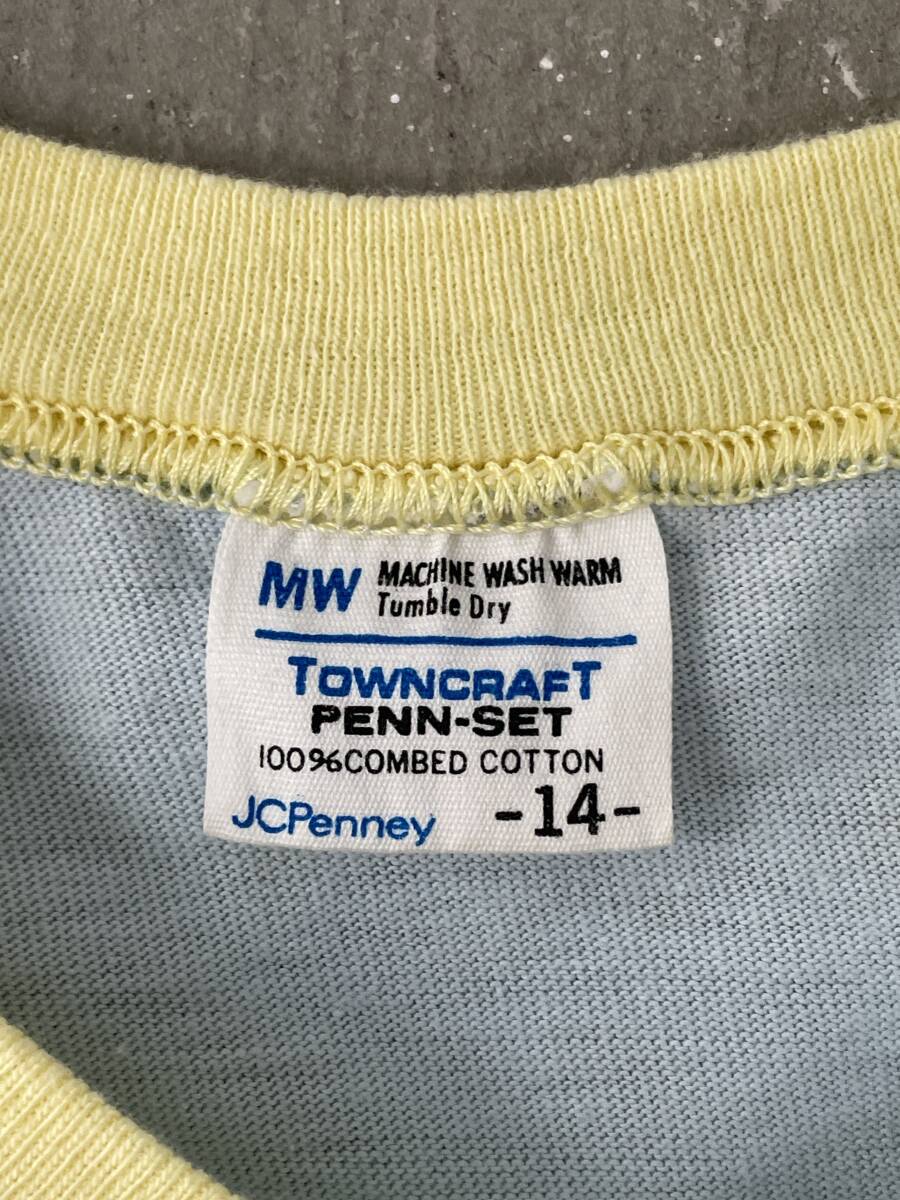 MW MACHINE WASH WARM
Tumble Dry
TOWNCRAFT
PENN-SET
100% COMBED COTTON
JCPenney -14-